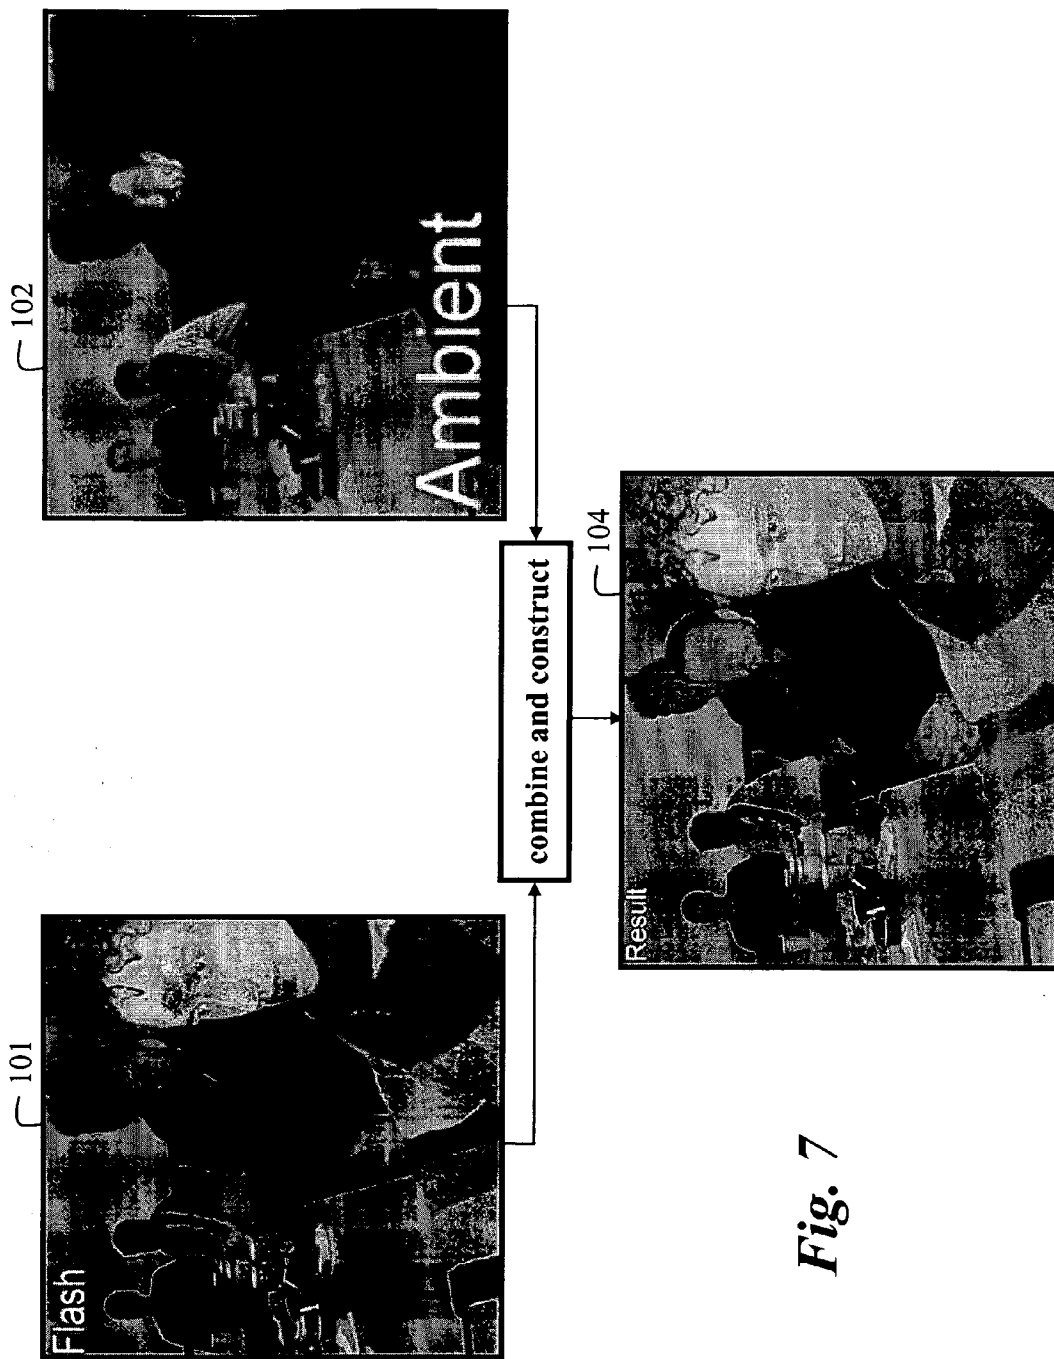 101
Flash
102
Ambient
combine and construct
104
Result
Fig. 7